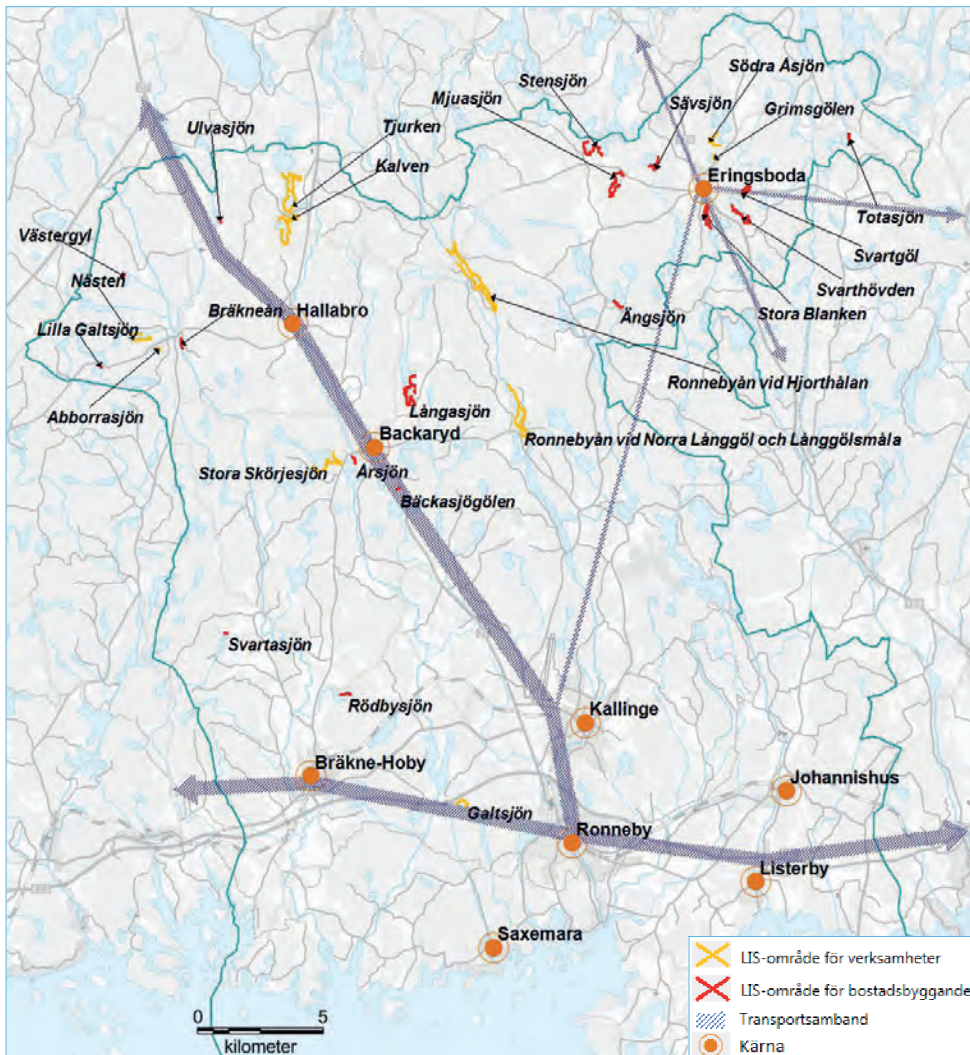 Södra Åsjön
Stensjön
Mjuasjön
Sävsjön
Grimsgölen
Ulvasjön
Tjurken
Kalven
Eringsboda
Totasjön
Västergyl
Svartgöl
Nästen
Svarthövden
Bräkneån
Hallabro
Ängsjön
Stora Blanken
Lilla Galtsjön
Abborrasjön
Långasjön
Ronnebyån vid Hjorthålan
Backaryd
Ronnebyån vid Norra Långgöl och Långgölsmåla
Stora Skörjesjön
Årsjön
Bäckasjögölen
Svartasjön
Rödbysjön
Kallinge
Bräkne-Hoby
Johannishus
Galtsjön
Ronneby
Listerby
Saxemara
LIS-område för verksamheter
LIS-område för bostadsbyggande
Transportsamband
Kärna
0 5
kilometer